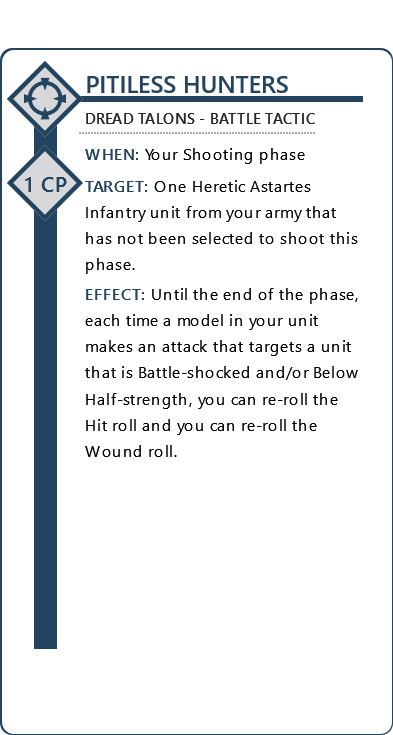 PITILESS HUNTERS
DREAD TALONS - BATTLE TACTIC
WHEN: Your Shooting phase
1 CP
TARGET: One Heretic Astartes
Infantry unit from your army that
has not been selected to shoot this
phase.
EFFECT: Until the end of the phase,
each time a model in your unit
makes an attack that targets a unit
that is Battle-shocked and/or Below
Half-strength, you can re-roll the
Hit roll and you can re-roll the
Wound roll.